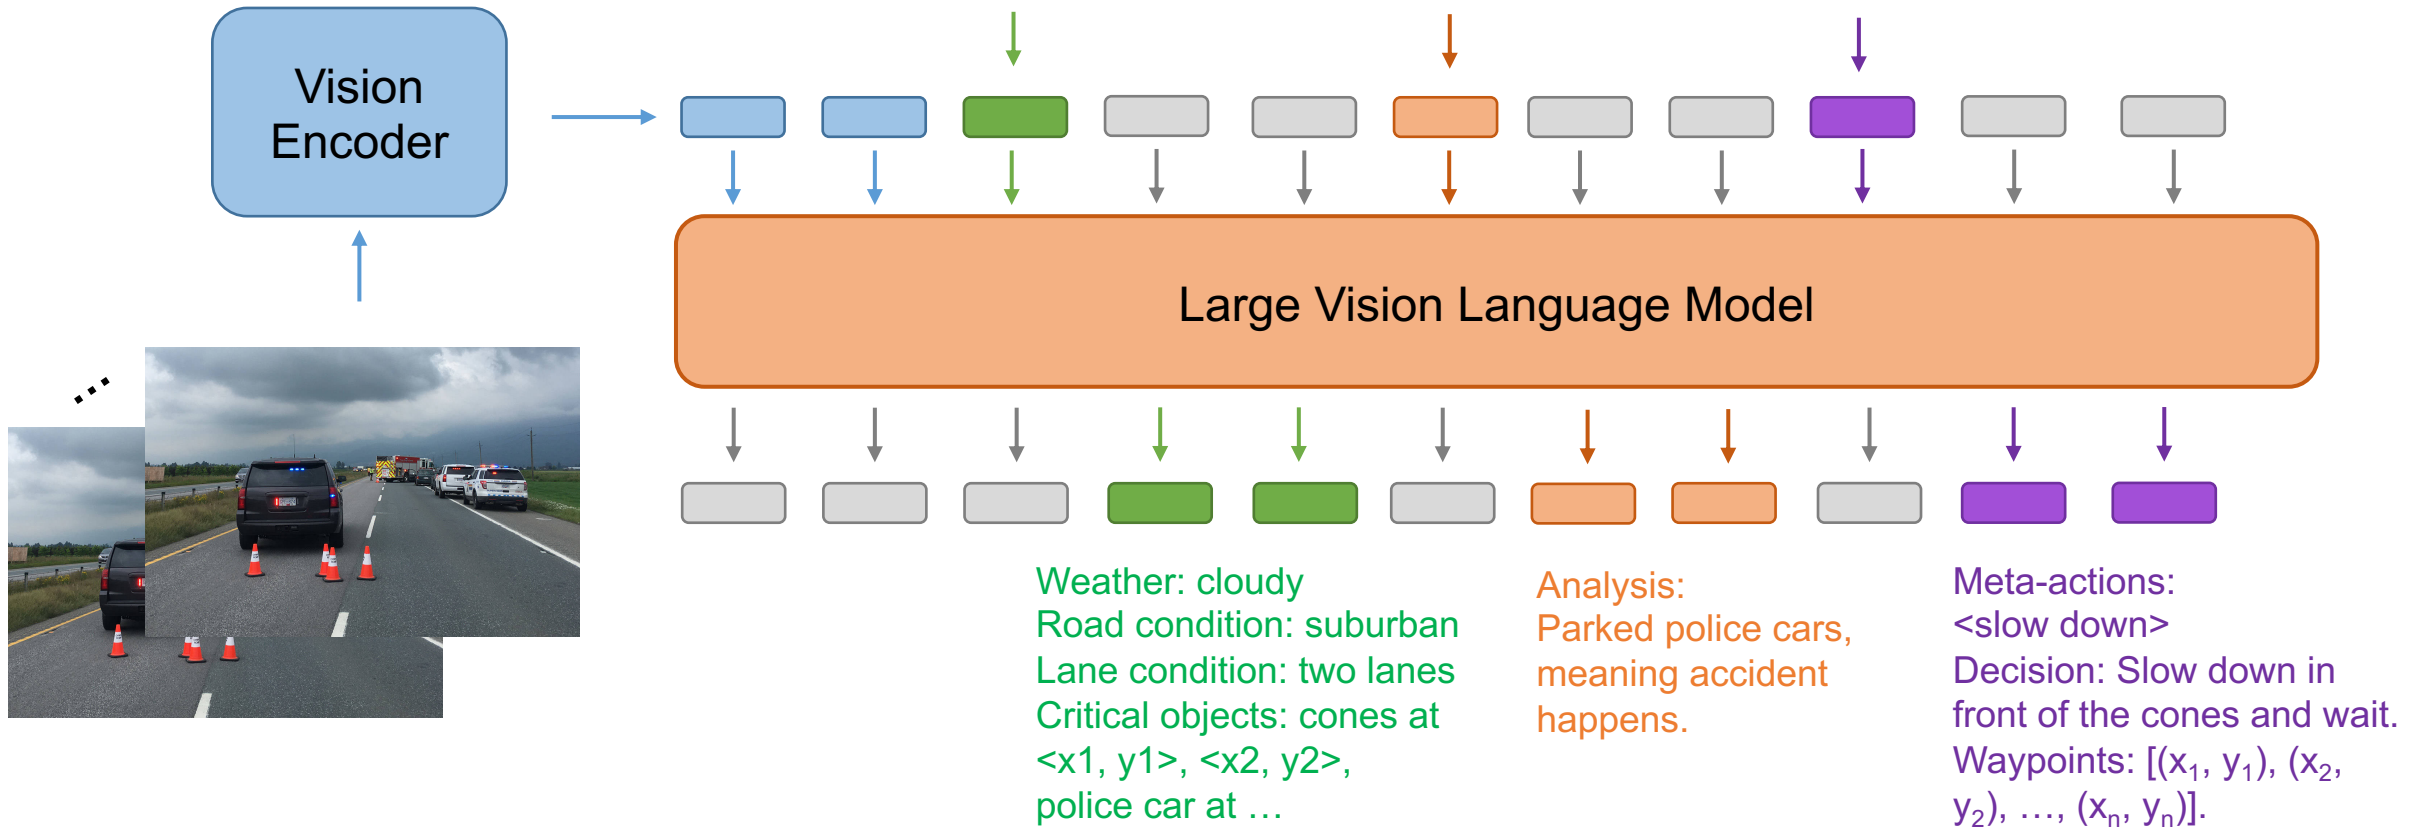 Vision
Encoder
Large Vision Language Model
Weather: cloudy
Road condition: suburban
Lane condition: two lanes
Critical objects: cones at
<x1, y1>, <x2, y2>,
police car at …
Analysis:
Parked police cars,
meaning accident
happens.
Meta-actions:
<slow down>
Decision: Slow down in
front of the cones and wait.
Waypoints: [(x₁, y₁), (x₂,
y₂), …, (xₙ, yₙ)].